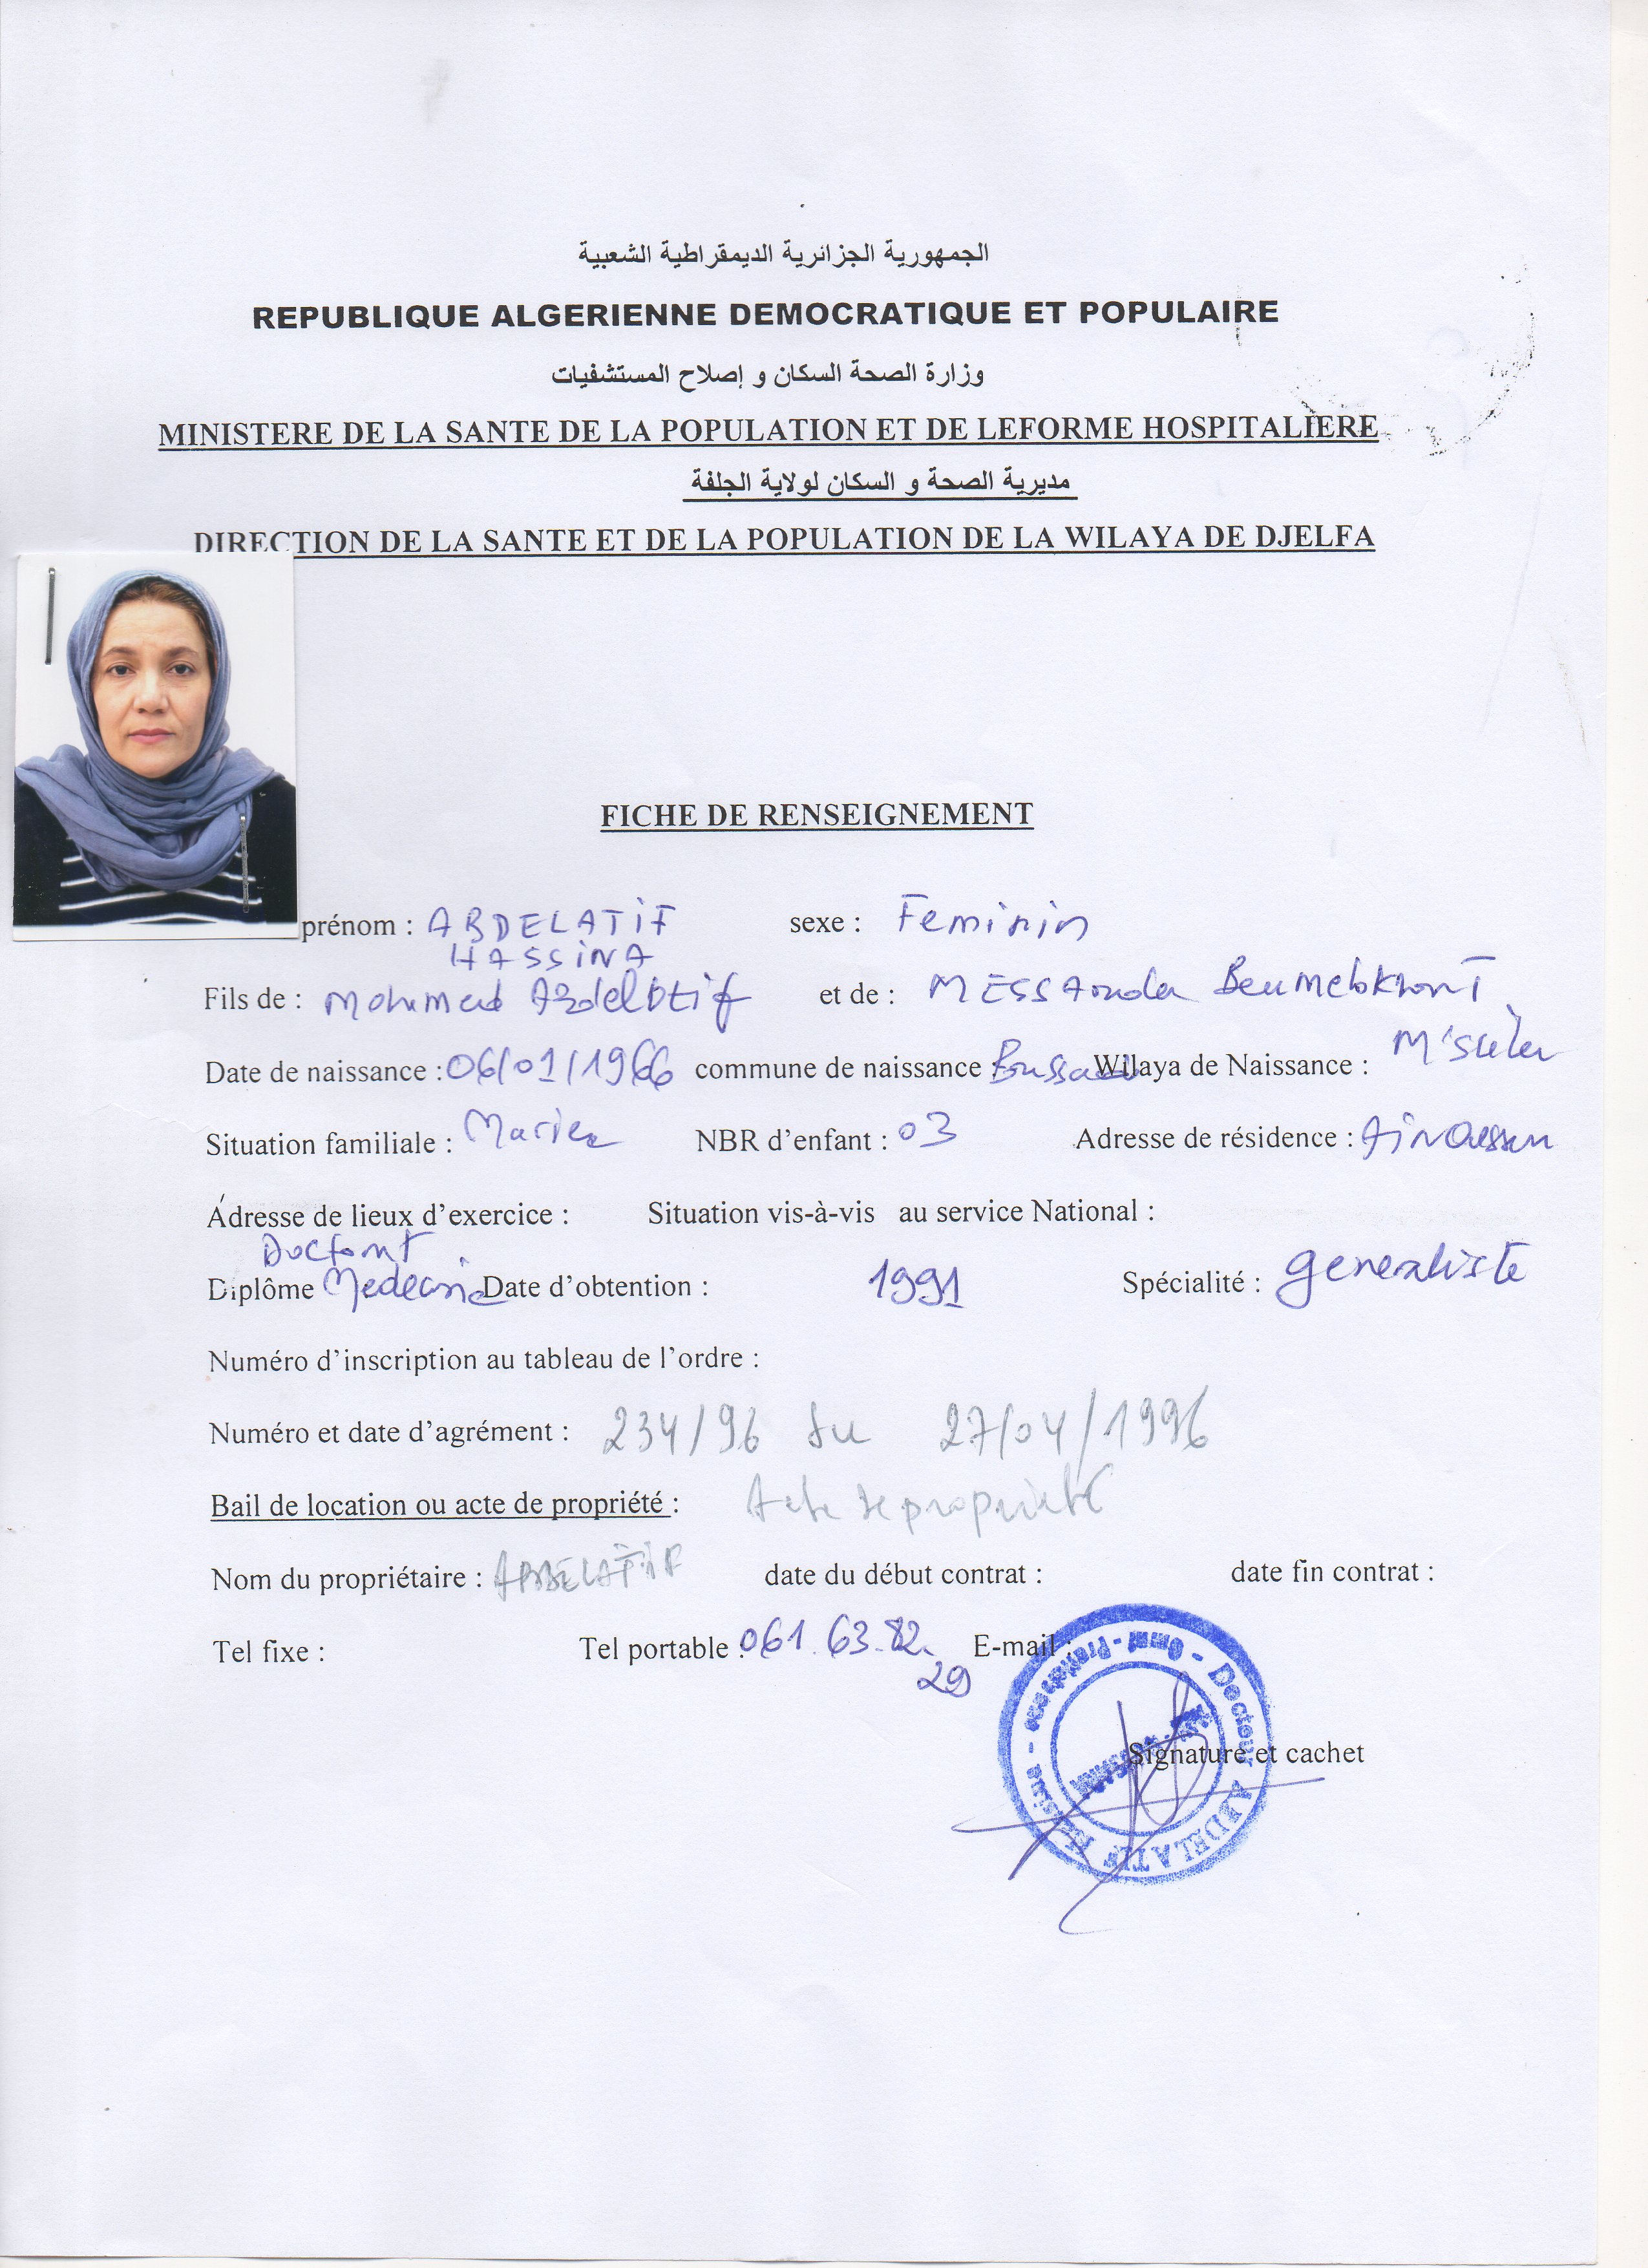 الجمهورية الجزائرية الديمقراطية الشعبية
REPUBLIQUE ALGERIENNE DEMOCRATIQUE ET POPULAIRE
وزارة الصحة السكان و إصلاح المستشفيات
MINISTERE DE LA SANTE DE LA POPULATION ET DE LEFORME HOSPITALIERE
مديرية الصحة و السكان لولاية الجلفة
DIRECTION DE LA SANTE ET DE LA POPULATION DE LA WILAYA DE DJELFA
FICHE DE RENSEIGNEMENT
prénom : ABDELATIF HASSINA sexe : Feminin
Fils de : Mohamed Abdelatif et de : MESSAouda
Date de naissance : 06/01/1966 commune de naissance : Boussaada Wilaya de Naissance : M'sila
Situation familiale : Mariee NBR d'enfant : 03 Adresse de résidence : Ain Oussera
Adresse de lieux d'exercice : Situation vis-à-vis au service National :
Diplôme Doctorat Medecine Date d'obtention : 1991 Spécialité : generaliste
Numéro d'inscription au tableau de l'ordre :
Numéro et date d'agrément : 234/96 du 27/04/1996
Bail de location ou acte de propriété : Acte de propriété
Nom du propriétaire : ABDELATIF date du début contrat : date fin contrat :
Tel fixe : Tel portable : 061.63.82.29 E-mail :
Signature et cachet
Docteur ABDELATIF